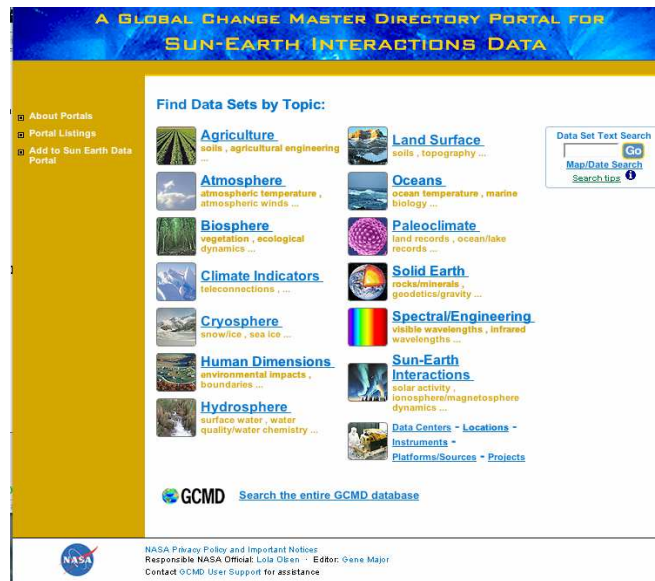 A GLOBAL CHANGE MASTER DIRECTORY PORTAL FOR
SUN-EARTH INTERACTIONS DATA
About Portals
Portal Listings
Add to Sun Earth Data
Portal
Find Data Sets by Topic:
Agriculture
soils , agricultural engineering
...
Atmosphere
atmospheric temperature ,
atmospheric winds ...
Biosphere
vegetation , ecological
dynamics ...
Climate Indicators
teleconnections , ...
Cryosphere
snow/ice , sea ice ...
Human Dimensions
environmental impacts ,
boundaries ...
Hydrosphere
surface water , water
quality/water chemistry ...
Land Surface
soils , topography ...
Oceans
ocean temperature , marine
biology ...
Paleoclimate
land records , ocean/lake
records ...
Solid Earth
rocks/minerals ,
geodetics/gravity ...
Spectral/Engineering
visible wavelengths , infrared
wavelengths ...
Sun-Earth
Interactions
solar activity ,
ionosphere/magnetosphere
dynamics ...
Data Centers - Locations -
Instruments -
Platforms/Sources - Projects
Data Set Text Search
Go
Map/Date Search
Search tips i
GCMD Search the entire GCMD database
NASA
NASA Privacy Policy and Important Notices
Responsible NASA Official: Lola Olsen · Editor: Gene Major
Contact GCMD User Support for assistance